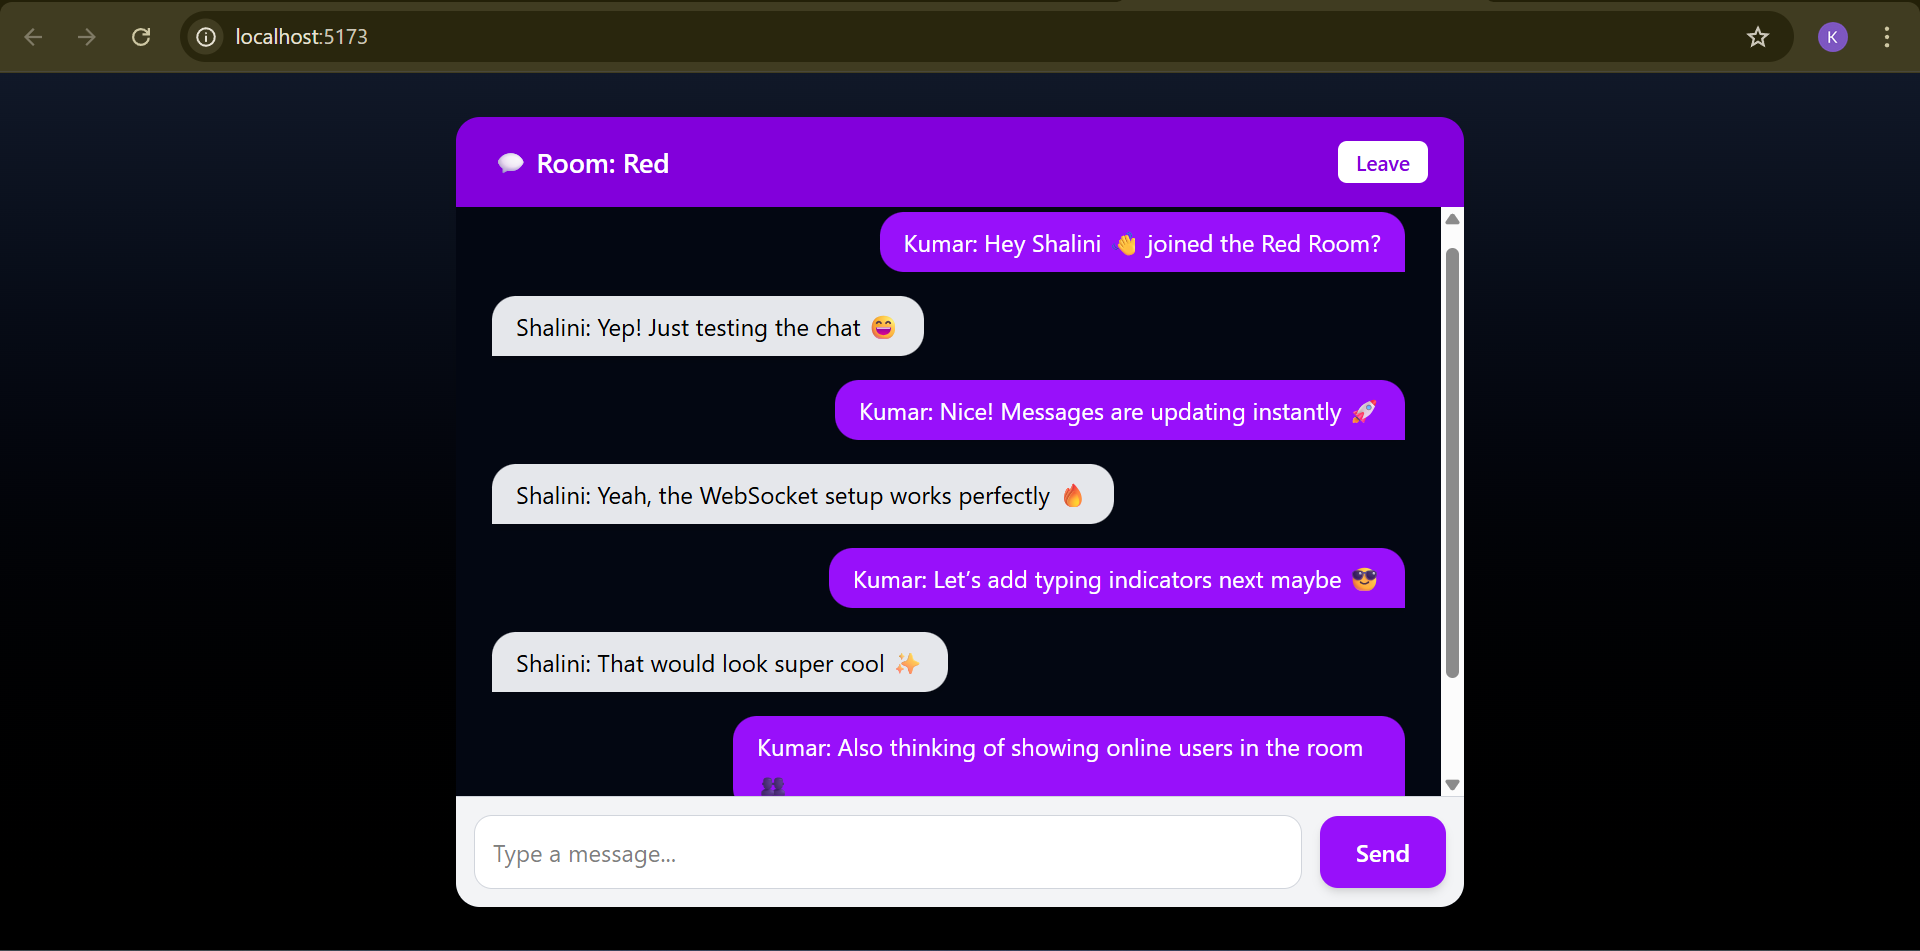 localhost:5173
K
💬 Room: Red
Leave
Kumar: Hey Shalini 👋 joined the Red Room?
Shalini: Yep! Just testing the chat 😄
Kumar: Nice! Messages are updating instantly 🚀
Shalini: Yeah, the WebSocket setup works perfectly 🔥
Kumar: Let’s add typing indicators next maybe 😎
Shalini: That would look super cool ✨
Kumar: Also thinking of showing online users in the room
👥
Type a message...
Send